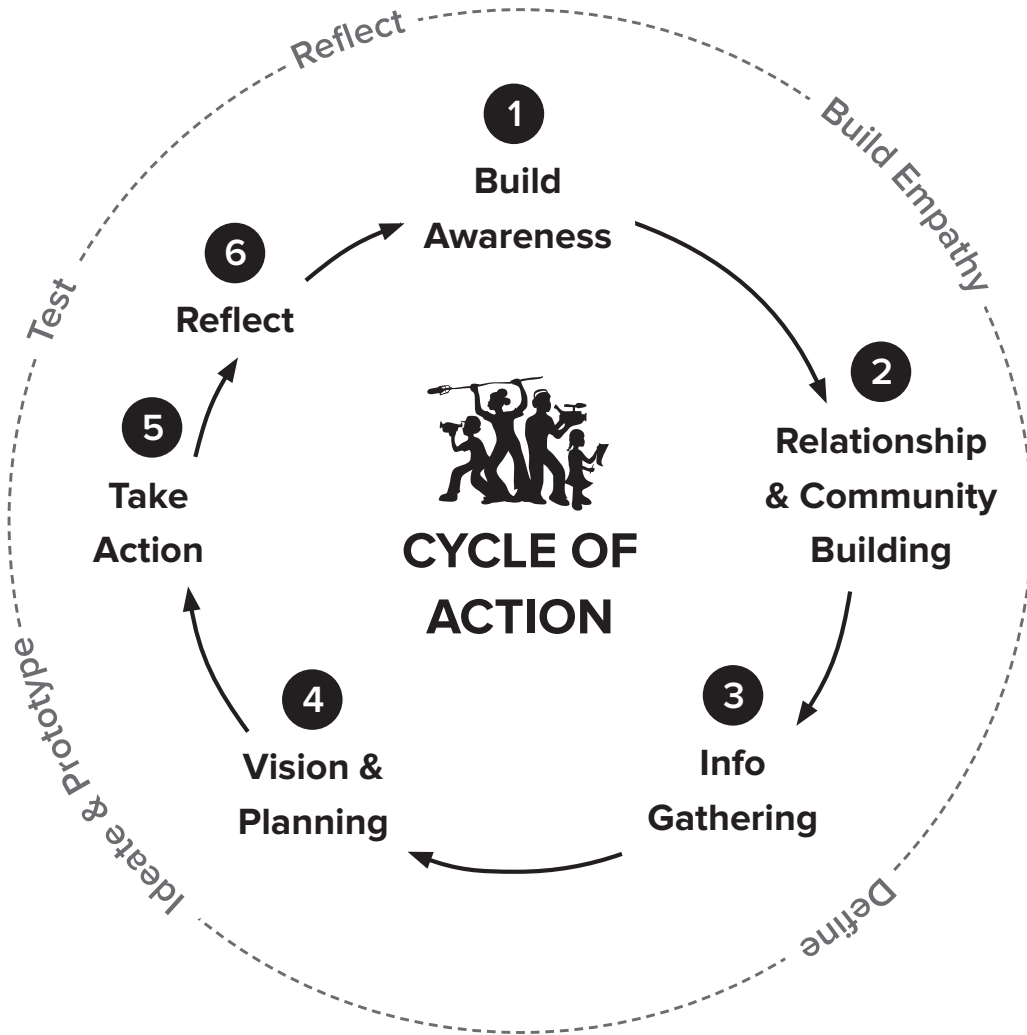 Reflect
Build Empathy
Define
Ideate & Prototype
Test
1
Build
Awareness
2
Relationship
& Community
Building
3
Info
Gathering
4
Vision &
Planning
5
Take
Action
6
Reflect
CYCLE OF
ACTION